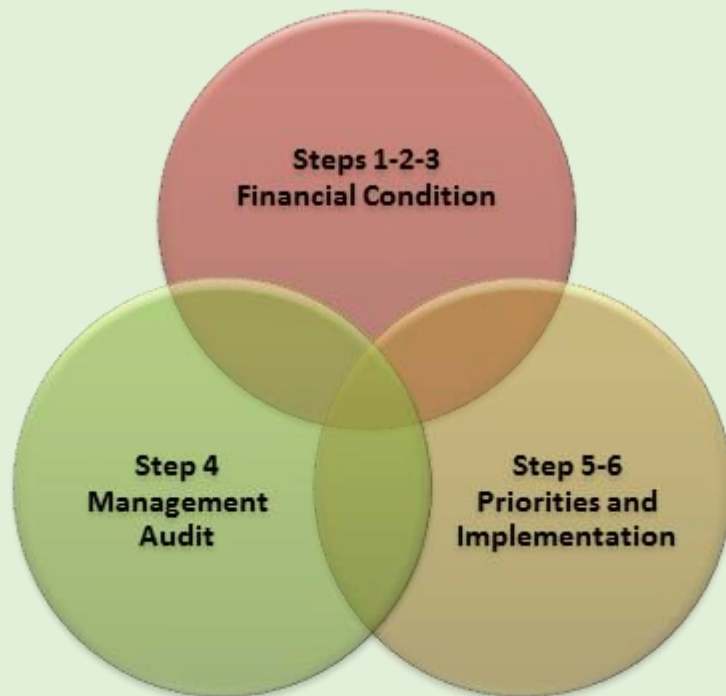 Steps 1-2-3
Financial Condition
Step 4
Management
Audit
Step 5-6
Priorities and
Implementation